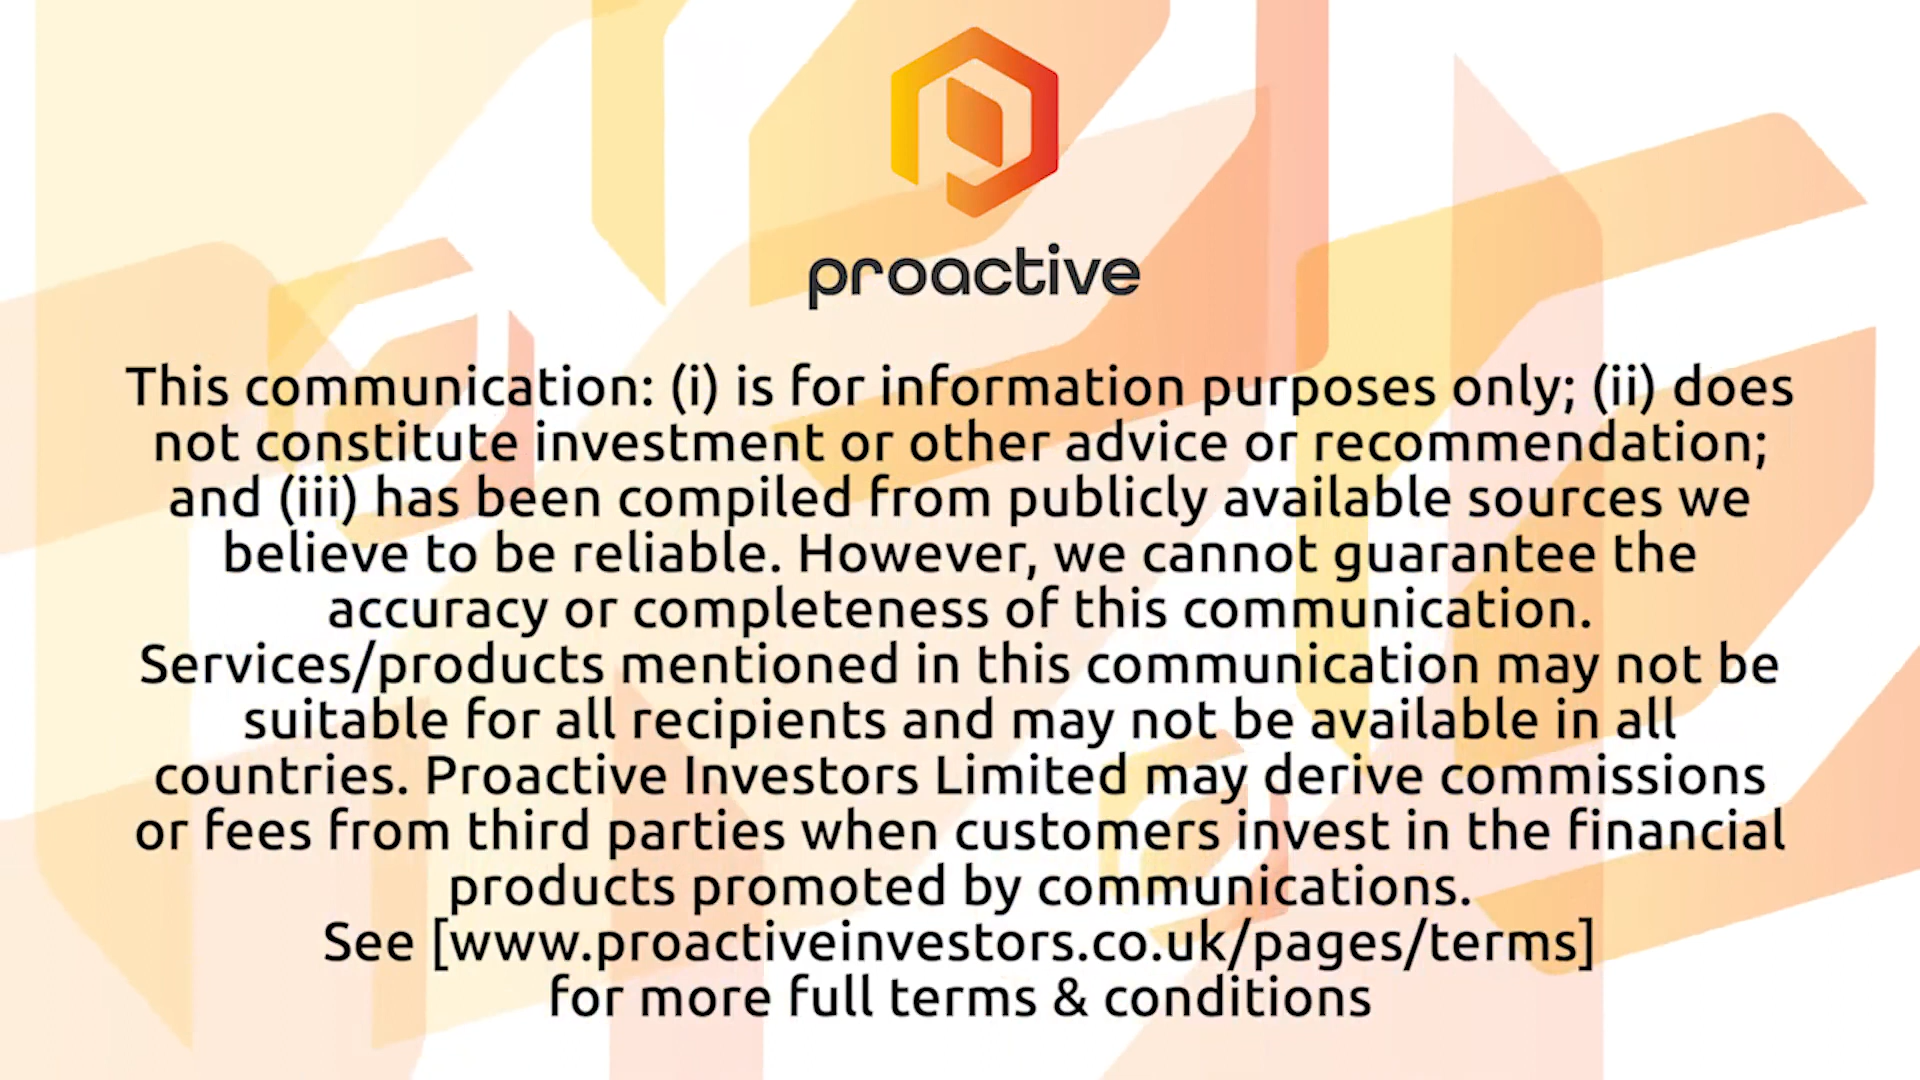 proactive
This communication: (i) is for information purposes only; (ii) does
not constitute investment or other advice or recommendation;
and (iii) has been compiled from publicly available sources we
believe to be reliable. However, we cannot guarantee the
accuracy or completeness of this communication.
Services/products mentioned in this communication may not be
suitable for all recipients and may not be available in all
countries. Proactive Investors Limited may derive commissions
or fees from third parties when customers invest in the financial
products promoted by communications.
See [www.proactiveinvestors.co.uk/pages/terms]
for more full terms & conditions